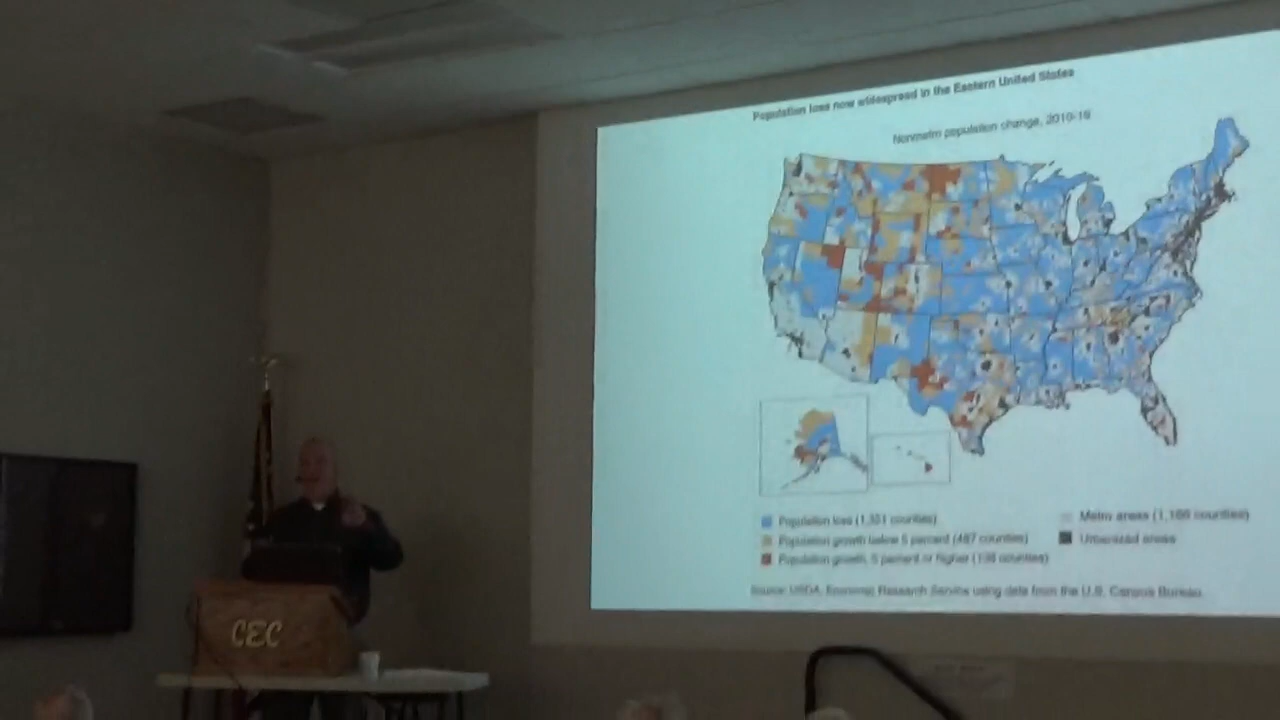 Population loss now widespread in the Eastern United States
Nonmetro population change, 2010-16
Population loss (1,351 counties)
Population growth below 5 percent (487 counties)
Population growth, 5 percent or higher (138 counties)
Metro areas (1,166 counties)
Urbanized areas
Source: USDA, Economic Research Service using data from the U.S. Census Bureau.
CEC